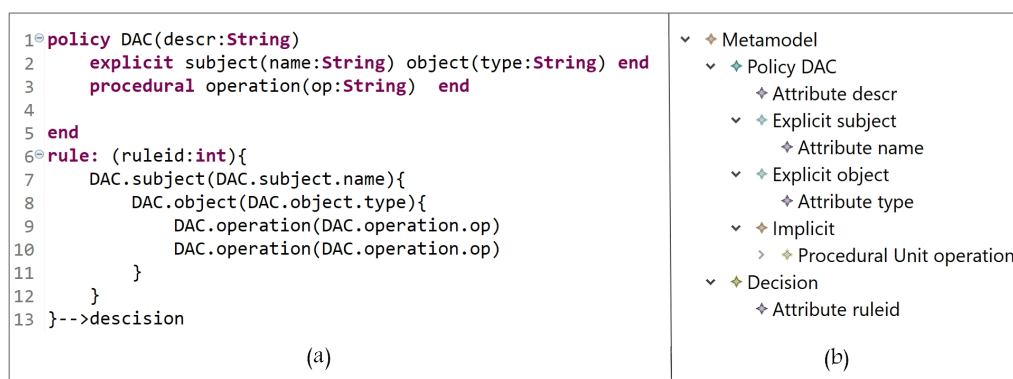 1 policy DAC(descr:String)
2 explicit subject(name:String) object(type:String) end
3 procedural operation(op:String) end
4
5 end
6 rule: (ruleid:int){
7 DAC.subject(DAC.subject.name){
8 DAC.object(DAC.object.type){
9 DAC.operation(DAC.operation.op)
10 DAC.operation(DAC.operation.op)
11 }
12 }
13 }-->descision
(a)
Metamodel
Policy DAC
Attribute descr
Explicit subject
Attribute name
Explicit object
Attribute type
Implicit
Procedural Unit operation
Decision
Attribute ruleid
(b)